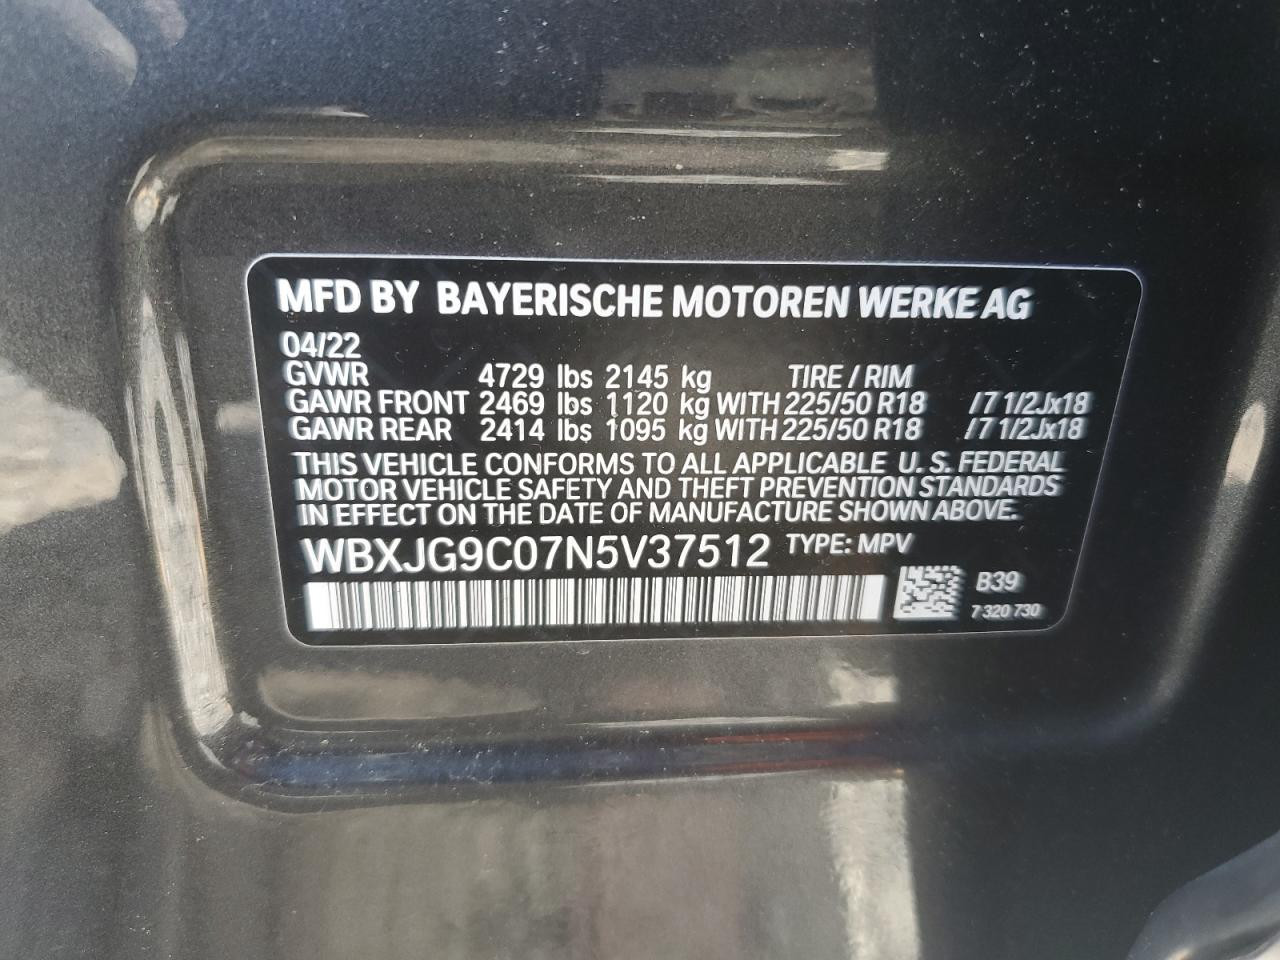 MFD BY BAYERISCHE MOTOREN WERKE AG
04/22
GVWR 4729 lbs 2145 kg TIRE / RIM
GAWR FRONT 2469 lbs 1120 kg WITH 225/50 R18 /7 1/2Jx18
GAWR REAR 2414 lbs 1095 kg WITH 225/50 R18 /7 1/2Jx18
THIS VEHICLE CONFORMS TO ALL APPLICABLE U. S. FEDERAL
MOTOR VEHICLE SAFETY AND THEFT PREVENTION STANDARDS
IN EFFECT ON THE DATE OF MANUFACTURE SHOWN ABOVE.
WBXJG9C07N5V37512 TYPE: MPV
B39
7 320 730